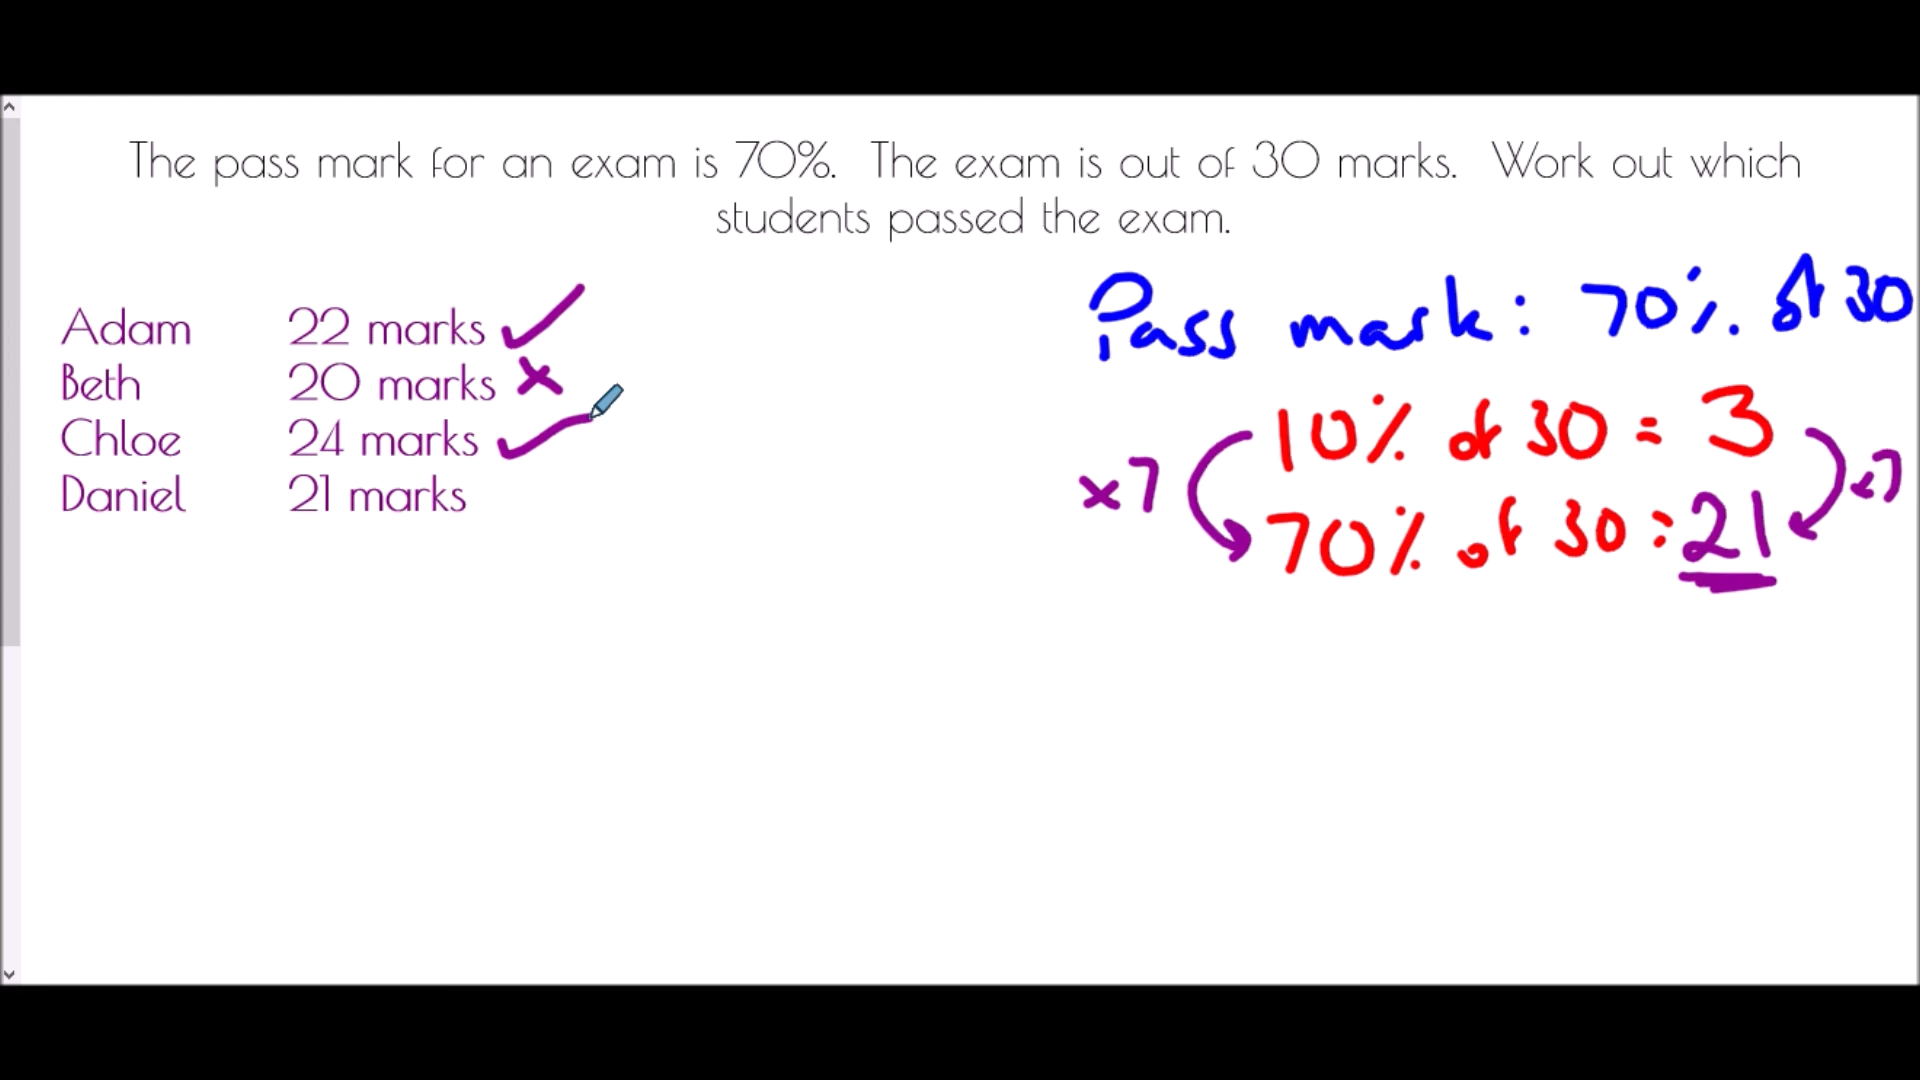 The pass mark for an exam is 70%. The exam is out of 30 marks. Work out which
students passed the exam.
Adam 22 marks ✓
Beth 20 marks ×
Chloe 24 marks ✓
Daniel 21 marks
Pass mark: 70% of 30
10% of 30 = 3
×7 ×7
70% of 30 = 21